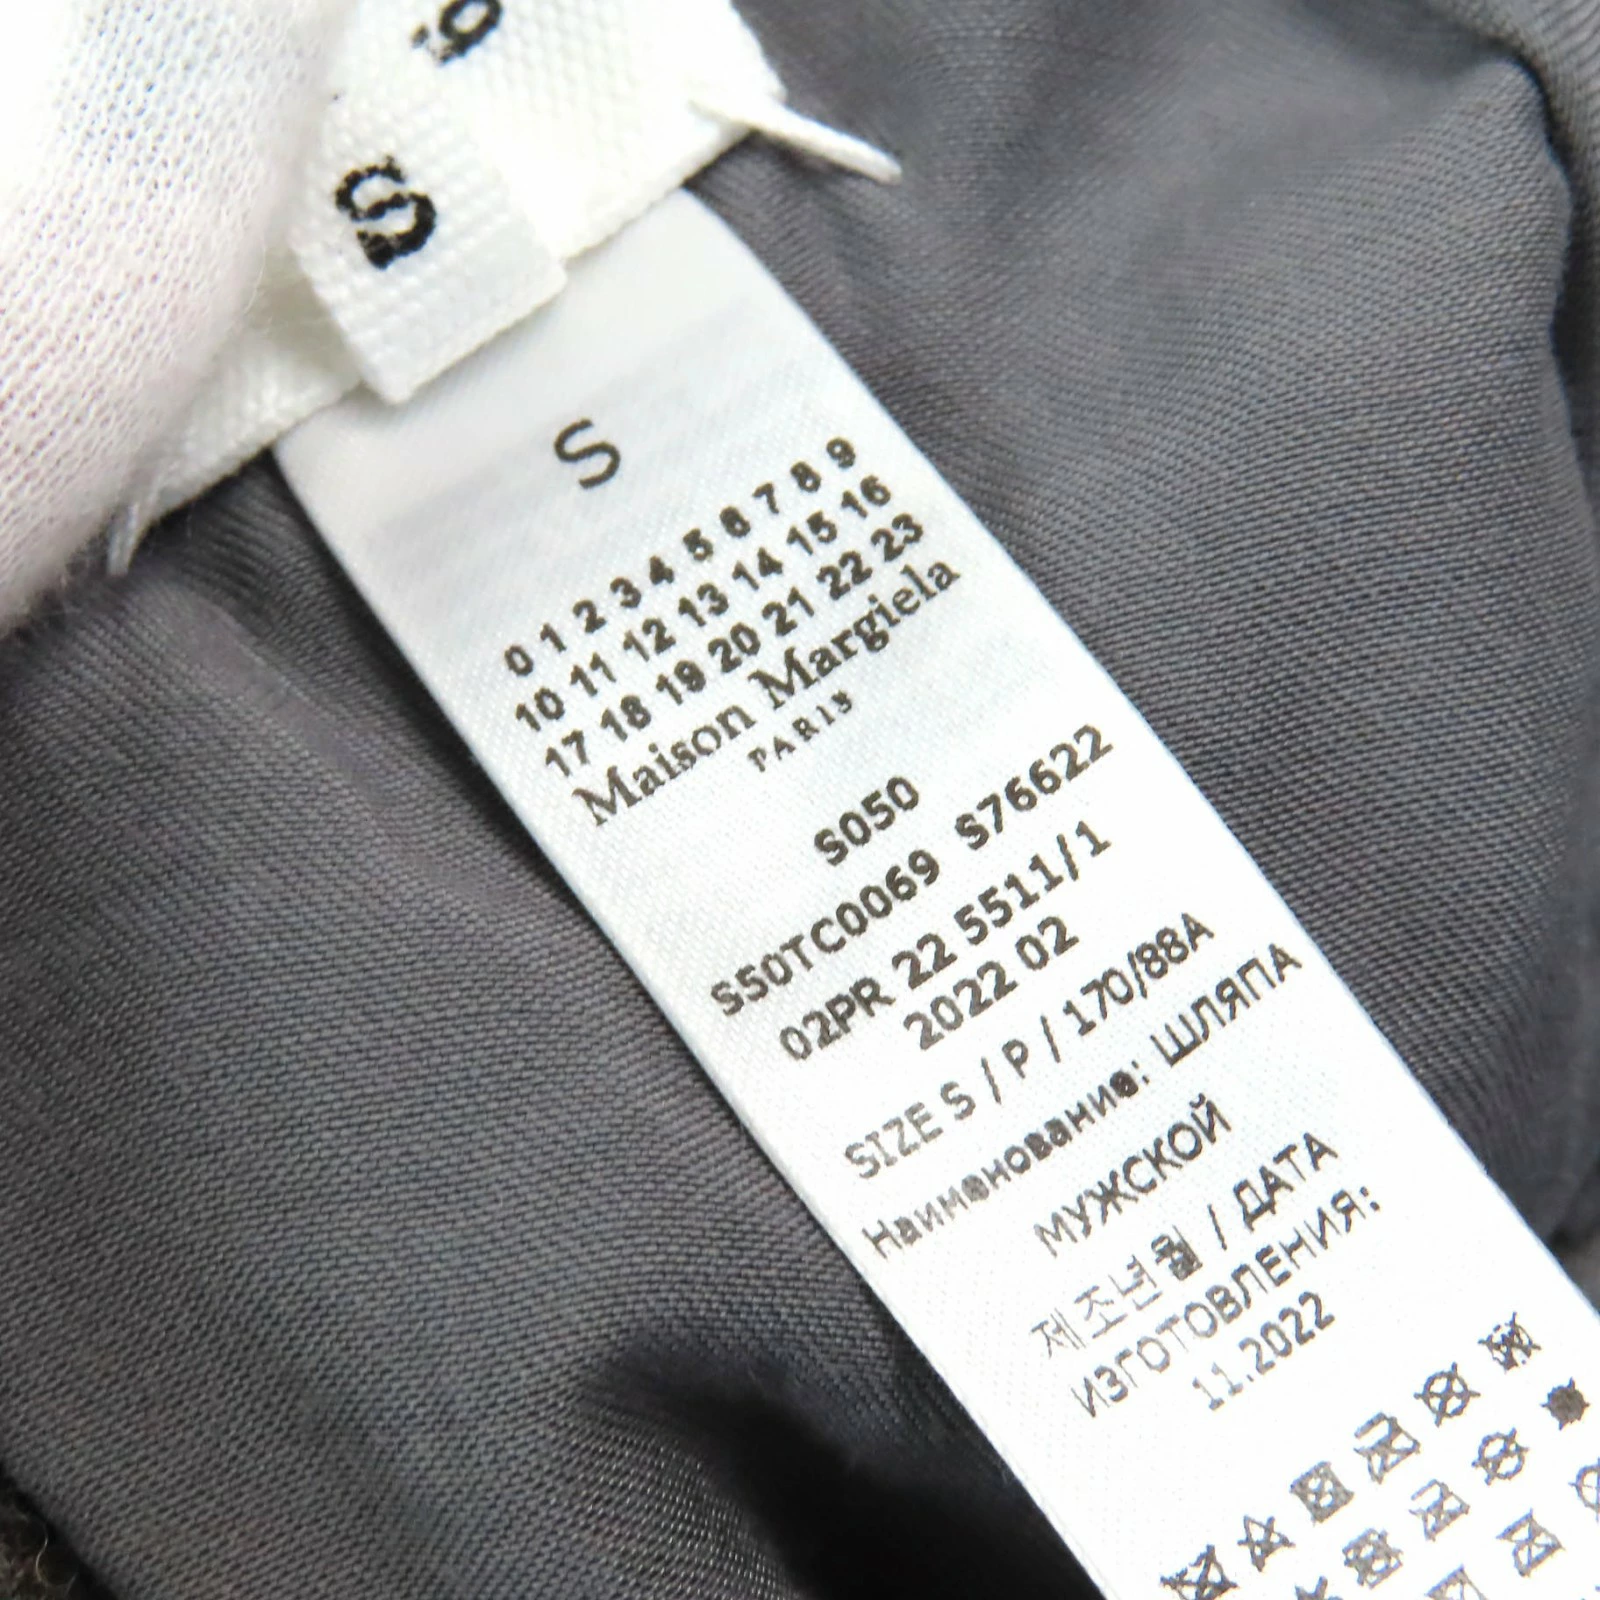 S
S
0 1 2 3 4 5 6 7 8 9
10 11 12 13 14 15 16
17 18 19 20 21 22 23
Maison Margiela
PARIS
S050
S50TC0069 S76622
02PR 22 5511/1
2022 02
SIZE S / P / 170/88A
Наименование: ШЛЯПА
МУЖСКОЙ
제조년월 / ДАТА
ИЗГОТОВЛЕНИЯ:
11.2022